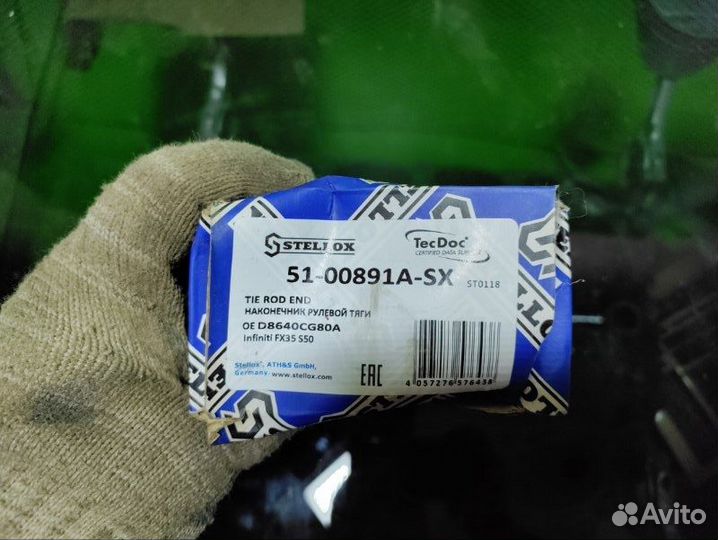 STELLOX
TecDoc
CERTIFIED DATA SUPPLIER
51-00891A-SX ST0118
TIE ROD END
НАКОНЕЧНИК РУЛЕВОЙ ТЯГИ
OE D8640CG80A
Infiniti FX35 S50
Stellox, ATH&S GmbH,
Germany. www.stellox.com
EAC
4 057276 576438
Avito